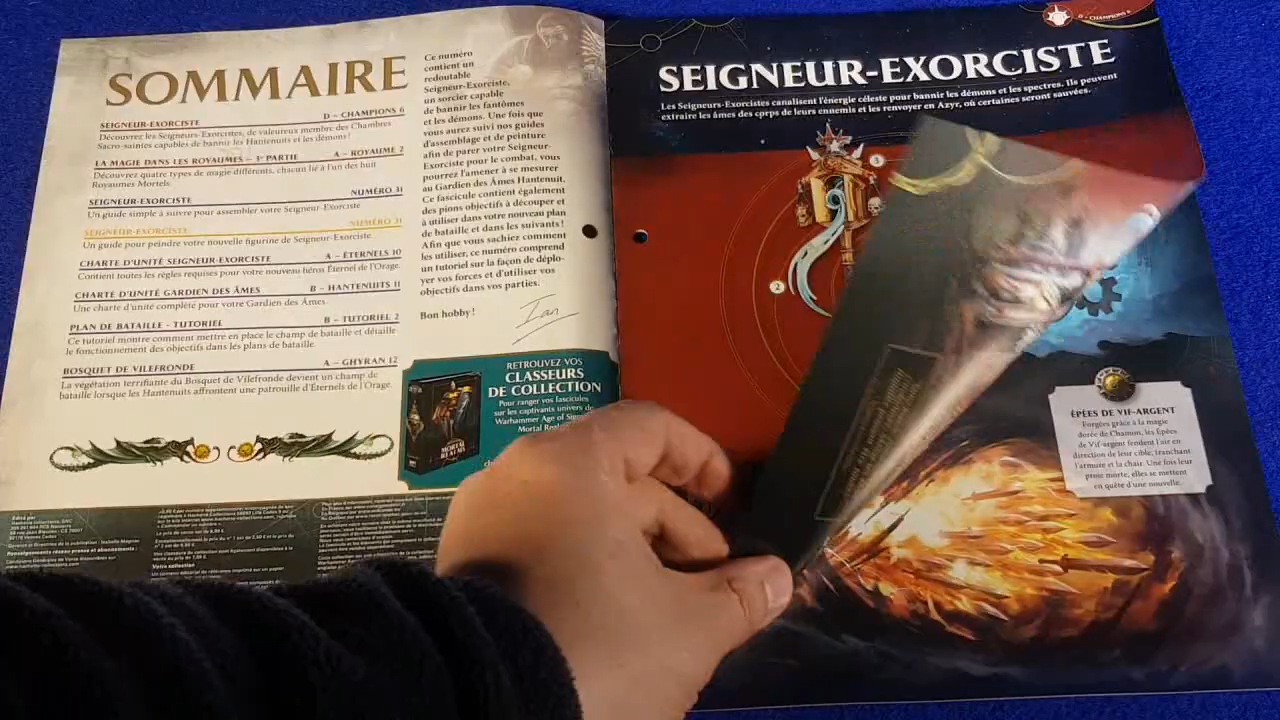 SOMMAIRE
SEIGNEUR-EXORCISTE D – CHAMPIONS 6
Découvrez les Seigneurs-Exorcistes, de valeureux membre des Chambres
Sacro-saintes capables de bannir les Hantenuits et les démons!
LA MAGIE DANS LES ROYAUMES – 3e PARTIE A – ROYAUME 2
Découvrez quatre types de magie différents, chacun lié à l'un des huit
Royaumes Mortels.
SEIGNEUR-EXORCISTE NUMÉRO 31
Un guide simple à suivre pour assembler votre Seigneur-Exorciste
SEIGNEUR-EXORCISTE NUMÉRO 31
Un guide pour peindre votre nouvelle figurine de Seigneur-Exorciste.
CHARTE D'UNITÉ SEIGNEUR-EXORCISTE A – ÉTERNELS 10
Contient toutes les règles requises pour votre nouveau héros Éternel de l'Orage.
CHARTE D'UNITÉ GARDIEN DES ÂMES B – HANTENUITS 11
Une charte d'unité complète pour votre Gardien des Âmes.
PLAN DE BATAILLE - TUTORIEL B – TUTORIEL 2
Ce tutoriel montre comment mettre en place le champ de bataille et détaille
le fonctionnement des objectifs dans les plans de bataille.
BOSQUET DE VILEFRONDE A – GHYRAN 12
La végétation terrifiante du Bosquet de Vilefronde devient un champ de
bataille lorsque les Hantenuits affrontent une patrouille d'Éternels de l'Orage.
Ce numéro
contient un
redoutable
Seigneur-Exorciste,
un sorcier capable
de bannir les fantômes
et les démons. Une fois que
vous aurez suivi nos guides
d'assemblage et de peinture
afin de parer votre Seigneur-
Exorciste pour le combat, vous
pourrez l'amener à se mesurer
au Gardien des Âmes Hantenuit.
Ce fascicule contient également
des pions objectifs à découper et
à utiliser dans votre nouveau plan
de bataille et dans les suivants!
Afin que vous sachiez comment
les utiliser, ce numéro comprend
un tutoriel sur la façon de déplo-
yer vos forces et d'utiliser vos
objectifs dans vos parties.
Bon hobby!
Ian
RETROUVEZ VOS
CLASSEURS
DE COLLECTION
Pour ranger vos fascicules
sur les captivants univers de
Warhammer Age of
Mortal
MORTAL
REALMS
Édité par
Votre collection
D – CHAMPIONS 6
SEIGNEUR-EXORCISTE
Les Seigneurs-Exorcistes canalisent l'énergie céleste pour bannir les démons et les spectres. Ils peuvent
extraire les âmes des corps de leurs ennemis et les renvoyer en Azyr, où certaines seront sauvées.
3
2
ÉPÉES DE VIF-ARGENT
Forgées grâce à la magie
dorée de Chamon, les Épées
de Vif-argent fendent l'air en
direction de leur cible, tranchant
l'armure et la chair. Une fois leur
proie morte, elles se mettent
en quête d'une nouvelle.